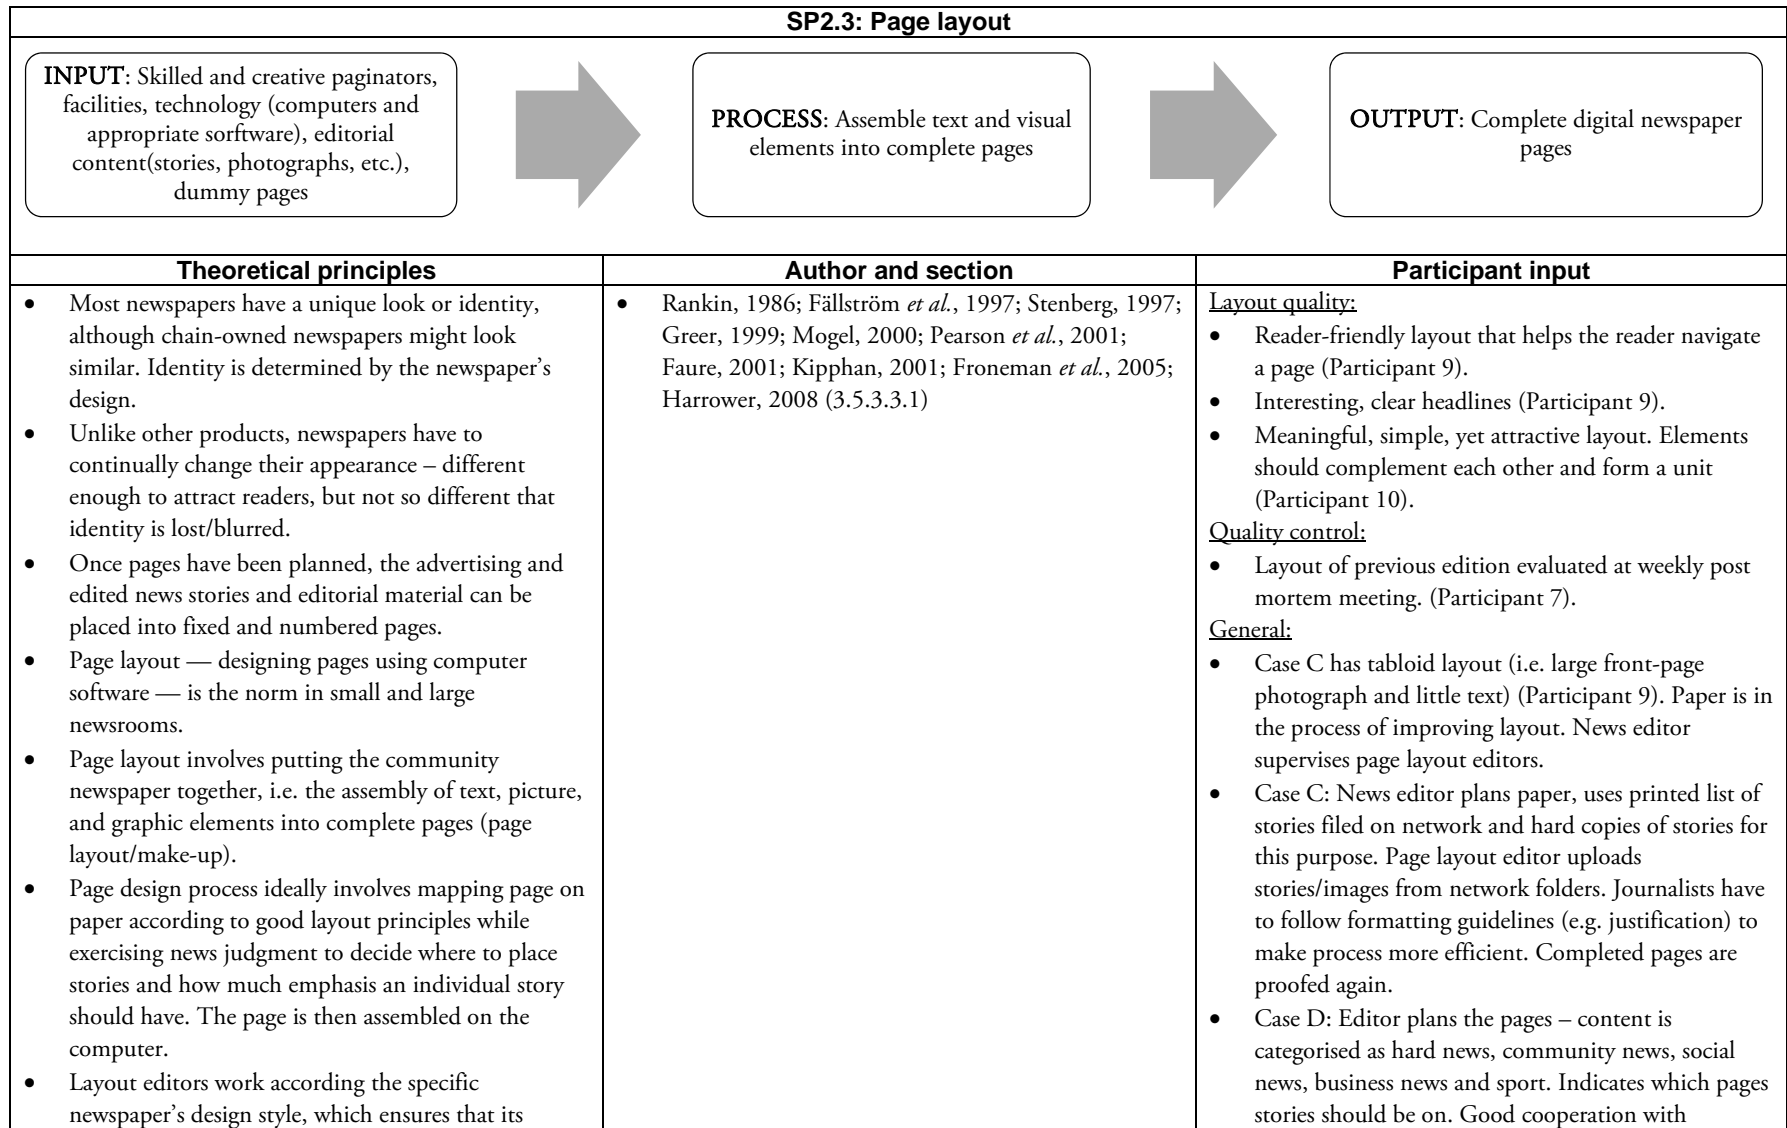 SP2.3: Page layout
INPUT: Skilled and creative paginators,
facilities, technology (computers and
appropriate sorftware), editorial
content(stories, photographs, etc.),
dummy pages
PROCESS: Assemble text and visual
elements into complete pages
OUTPUT: Complete digital newspaper
pages
Theoretical principles
• Most newspapers have a unique look or identity,
although chain-owned newspapers might look
similar. Identity is determined by the newspaper's
design.
• Unlike other products, newspapers have to
continually change their appearance – different
enough to attract readers, but not so different that
identity is lost/blurred.
• Once pages have been planned, the advertising and
edited news stories and editorial material can be
placed into fixed and numbered pages.
• Page layout — designing pages using computer
software — is the norm in small and large
newsrooms.
• Page layout involves putting the community
newspaper together, i.e. the assembly of text, picture,
and graphic elements into complete pages (page
layout/make-up).
• Page design process ideally involves mapping page on
paper according to good layout principles while
exercising news judgment to decide where to place
stories and how much emphasis an individual story
should have. The page is then assembled on the
computer.
• Layout editors work according the specific
newspaper's design style, which ensures that its
Author and section
• Rankin, 1986; Fällström et al., 1997; Stenberg, 1997;
Greer, 1999; Mogel, 2000; Pearson et al., 2001;
Faure, 2001; Kipphan, 2001; Froneman et al., 2005;
Harrower, 2008 (3.5.3.3.1)
Participant input
Layout quality:
• Reader-friendly layout that helps the reader navigate
a page (Participant 9).
• Interesting, clear headlines (Participant 9).
• Meaningful, simple, yet attractive layout. Elements
should complement each other and form a unit
(Participant 10).
Quality control:
• Layout of previous edition evaluated at weekly post
mortem meeting. (Participant 7).
General:
• Case C has tabloid layout (i.e. large front-page
photograph and little text) (Participant 9). Paper is in
the process of improving layout. News editor
supervises page layout editors.
• Case C: News editor plans paper, uses printed list of
stories filed on network and hard copies of stories for
this purpose. Page layout editor uploads
stories/images from network folders. Journalists have
to follow formatting guidelines (e.g. justification) to
make process more efficient. Completed pages are
proofed again.
• Case D: Editor plans the pages – content is
categorised as hard news, community news, social
news, business news and sport. Indicates which pages
stories should be on. Good cooperation with